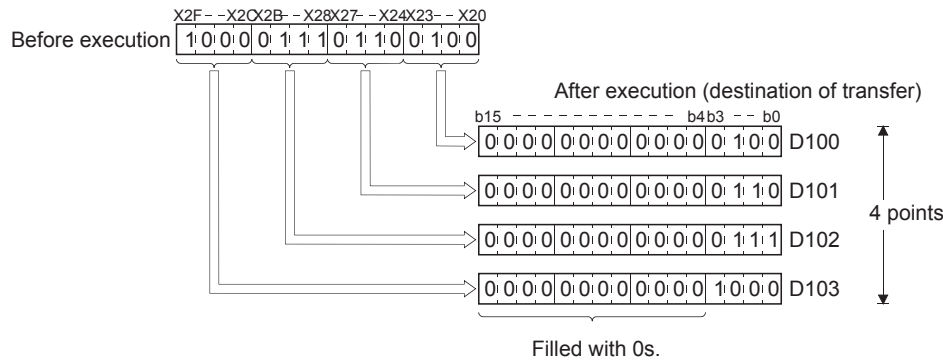 X2F - - X2C X2B - - X28 X27 - - X24 X23 - - X20
Before execution 1 0 0 0 0 1 1 1 0 1 1 0 0 1 0 0
After execution (destination of transfer)
b15 - - - - - - - - - - - - b4 b3 - - b0
0 0 0 0 0 0 0 0 0 0 0 0 0 1 0 0 D100
0 0 0 0 0 0 0 0 0 0 0 0 0 1 1 0 D101
4 points
0 0 0 0 0 0 0 0 0 0 0 0 0 1 1 1 D102
0 0 0 0 0 0 0 0 0 0 0 0 1 0 0 0 D103
Filled with 0s.